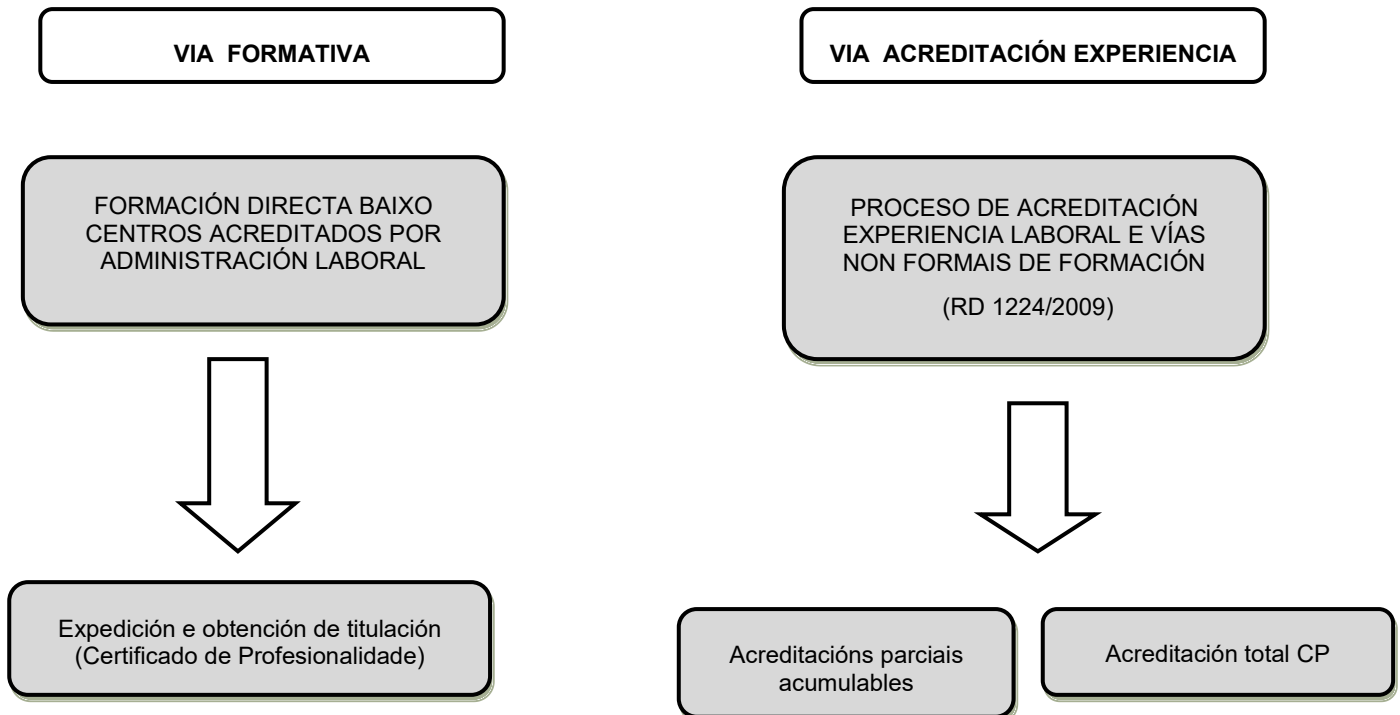 VIA FORMATIVA
FORMACIÓN DIRECTA BAIXO
CENTROS ACREDITADOS POR
ADMINISTRACIÓN LABORAL
Expedición e obtención de titulación
(Certificado de Profesionalidade)
VIA ACREDITACIÓN EXPERIENCIA
PROCESO DE ACREDITACIÓN
EXPERIENCIA LABORAL E VÍAS
NON FORMAIS DE FORMACIÓN
(RD 1224/2009)
Acreditacións parciais
acumulables
Acreditación total CP